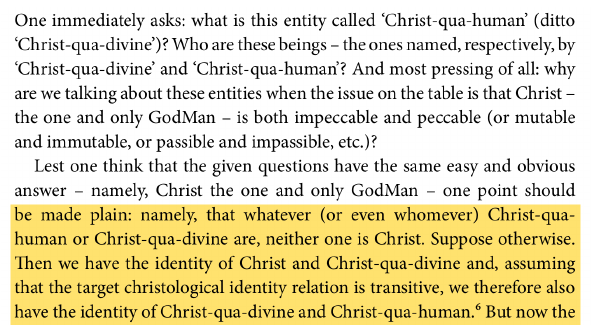 One immediately asks: what is this entity called ‘Christ-qua-human’ (ditto
‘Christ-qua-divine’)? Who are these beings – the ones named, respectively, by
‘Christ-qua-divine’ and ‘Christ-qua-human’? And most pressing of all: why
are we talking about these entities when the issue on the table is that Christ –
the one and only GodMan – is both impeccable and peccable (or mutable
and immutable, or passible and impassible, etc.)?
Lest one think that the given questions have the same easy and obvious
answer – namely, Christ the one and only GodMan – one point should
be made plain: namely, that whatever (or even whomever) Christ-qua-
human or Christ-qua-divine are, neither one is Christ. Suppose otherwise.
Then we have the identity of Christ and Christ-qua-divine and, assuming
that the target christological identity relation is transitive, we therefore also
have the identity of Christ-qua-divine and Christ-qua-human.⁶ But now the